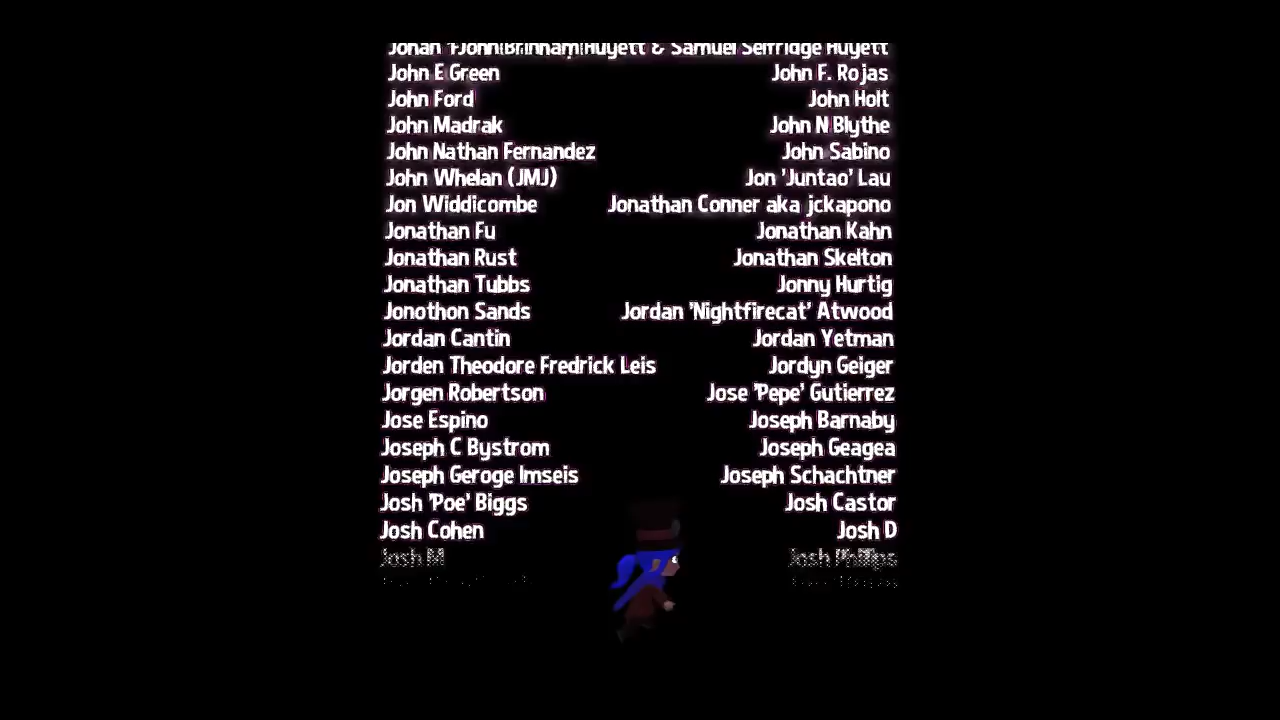 Huyett & Samuel Selfridge Huyett
John E Green John F. Rojas
John Ford John Holt
John Madrak John N Blythe
John Nathan Fernandez John Sabino
John Whelan (JMJ) Jon 'Juntao' Lau
Jon Widdicombe Jonathan Conner aka jckapono
Jonathan Fu Jonathan Kahn
Jonathan Rust Jonathan Skelton
Jonathan Tubbs Jonny Hurtig
Jonothon Sands Jordan 'Nightfirecat' Atwood
Jordan Cantin Jordan Yetman
Jorden Theodore Fredrick Leis Jordyn Geiger
Jorgen Robertson Jose 'Pepe' Gutierrez
Jose Espino Joseph Barnaby
Joseph C Bystrom Joseph Geagea
Joseph Geroge Imseis Joseph Schachtner
Josh 'Poe' Biggs Josh Castor
Josh Cohen Josh D
Josh M Josh Phillips